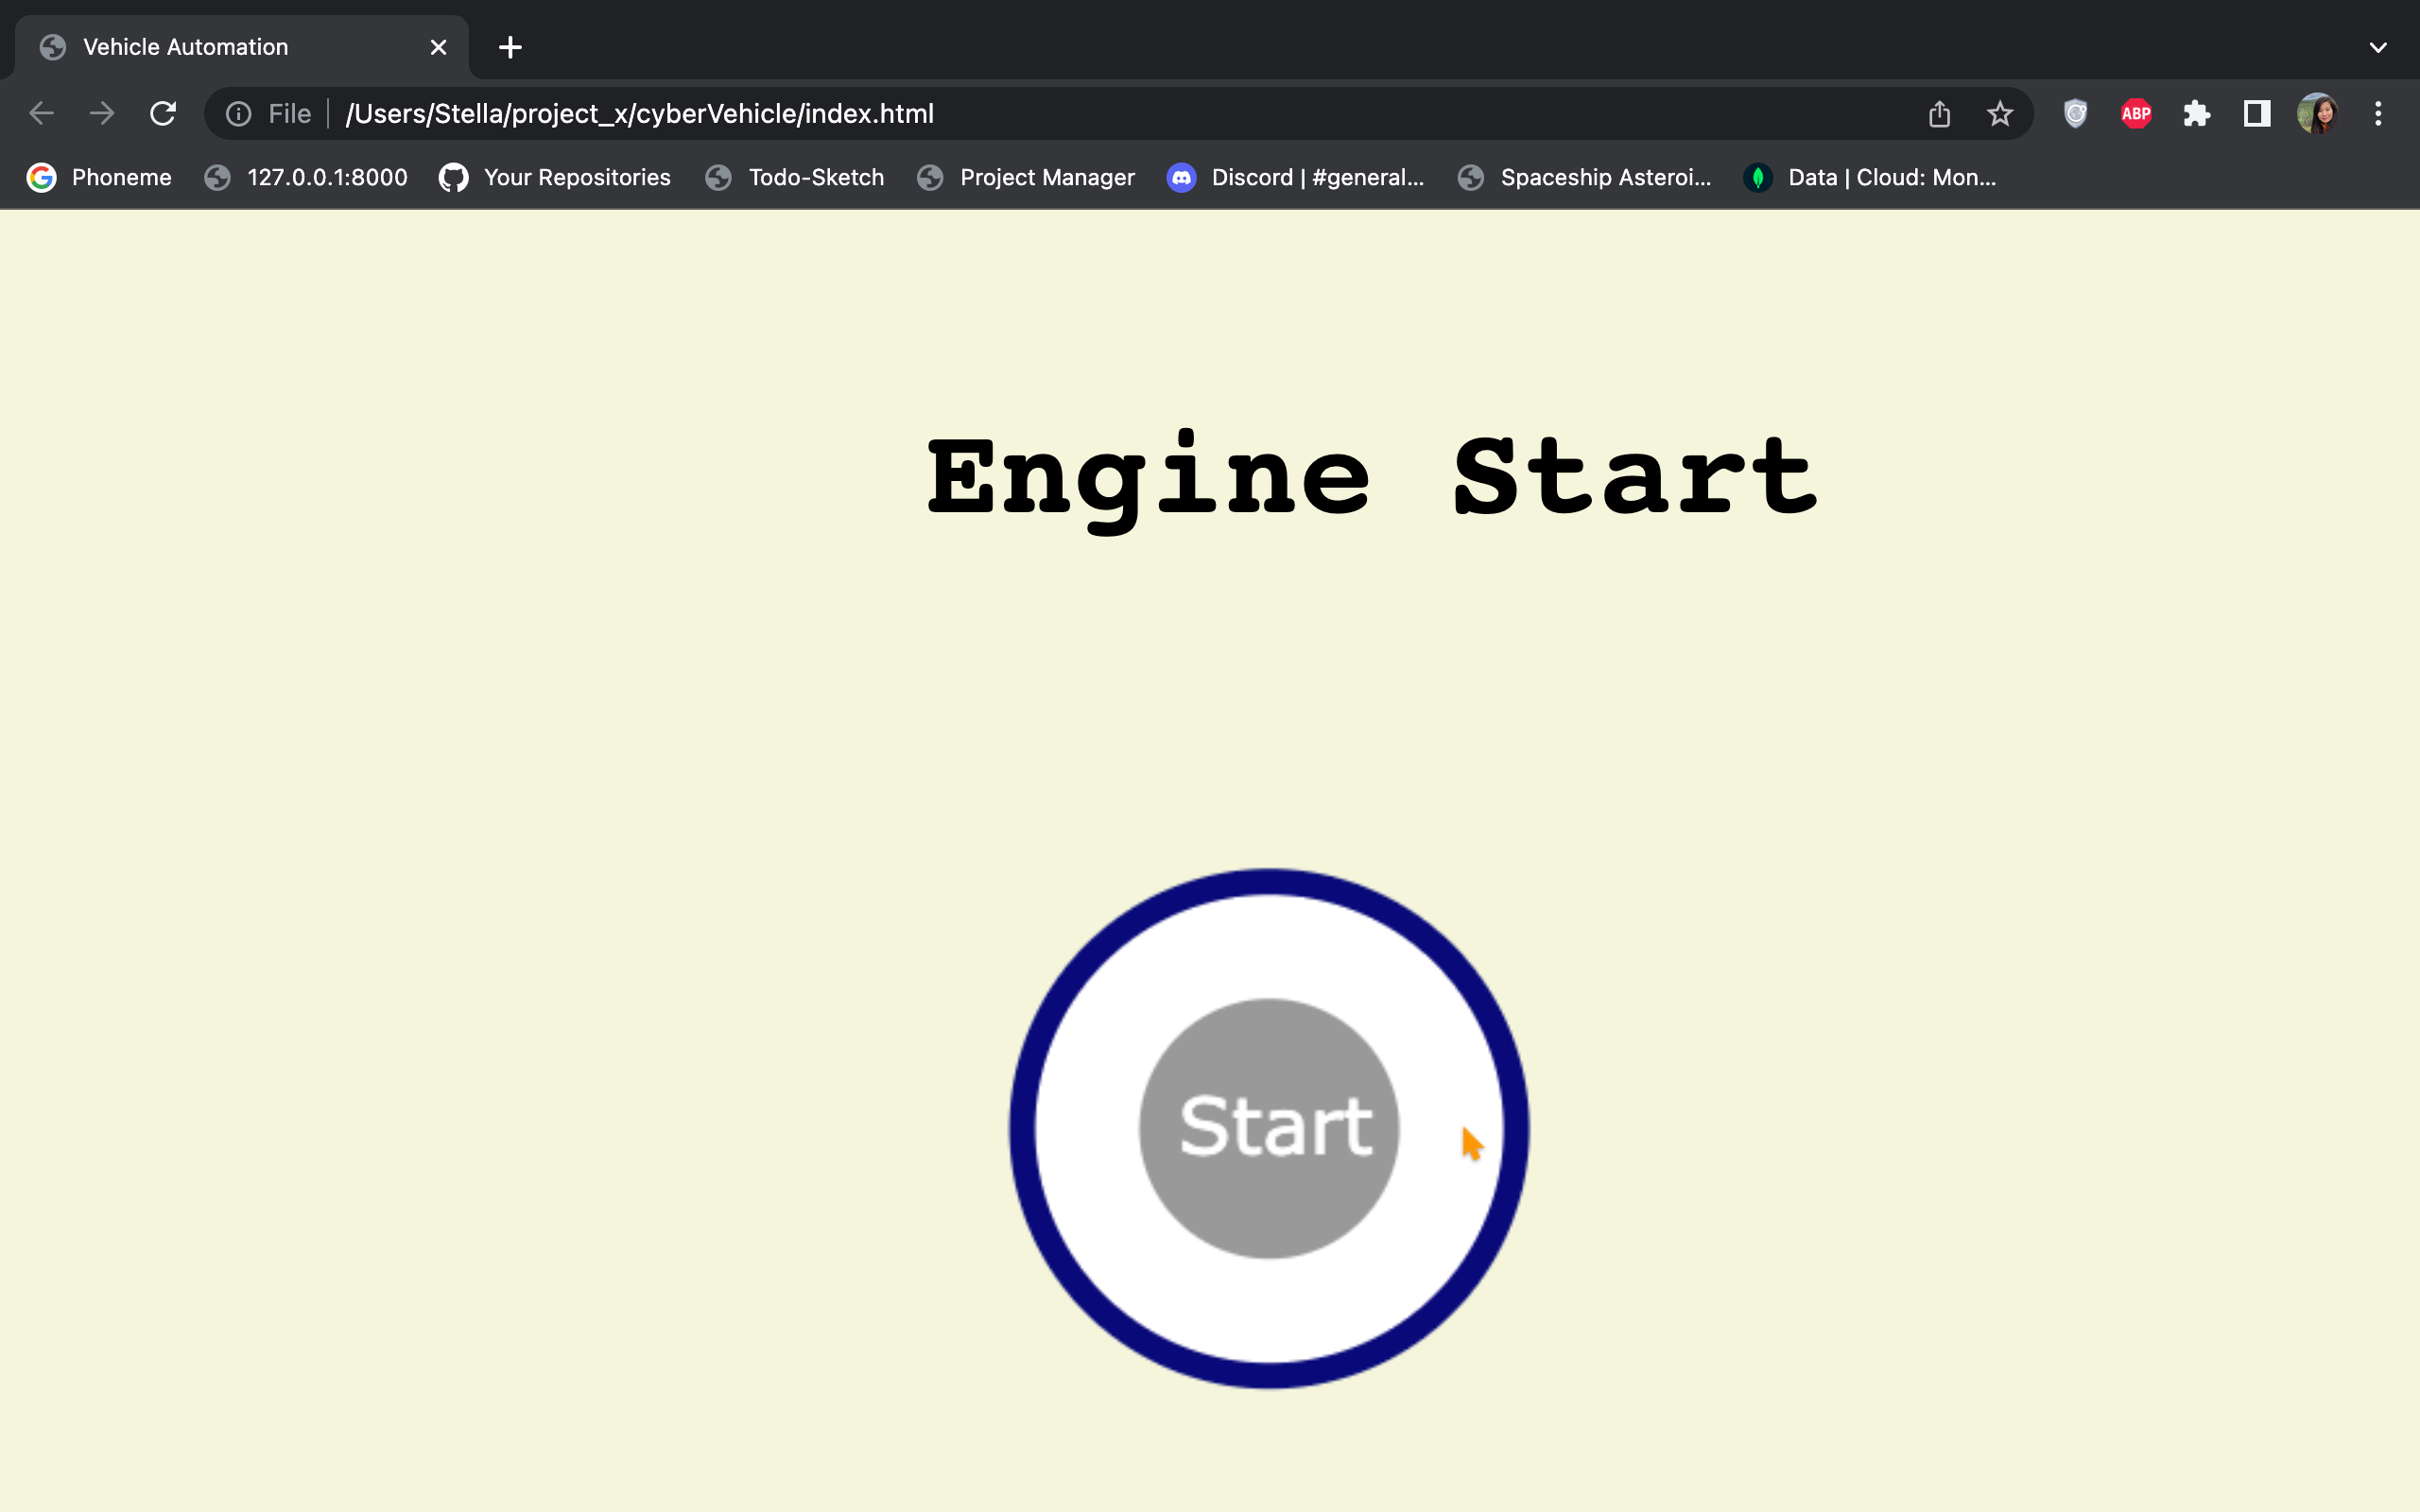 Vehicle Automation
File /Users/Stella/project_x/cyberVehicle/index.html
ABP
Phoneme 127.0.0.1:8000 Your Repositories Todo-Sketch Project Manager Discord | #general... Spaceship Asteroi... Data | Cloud: Mon...
Engine Start
Start